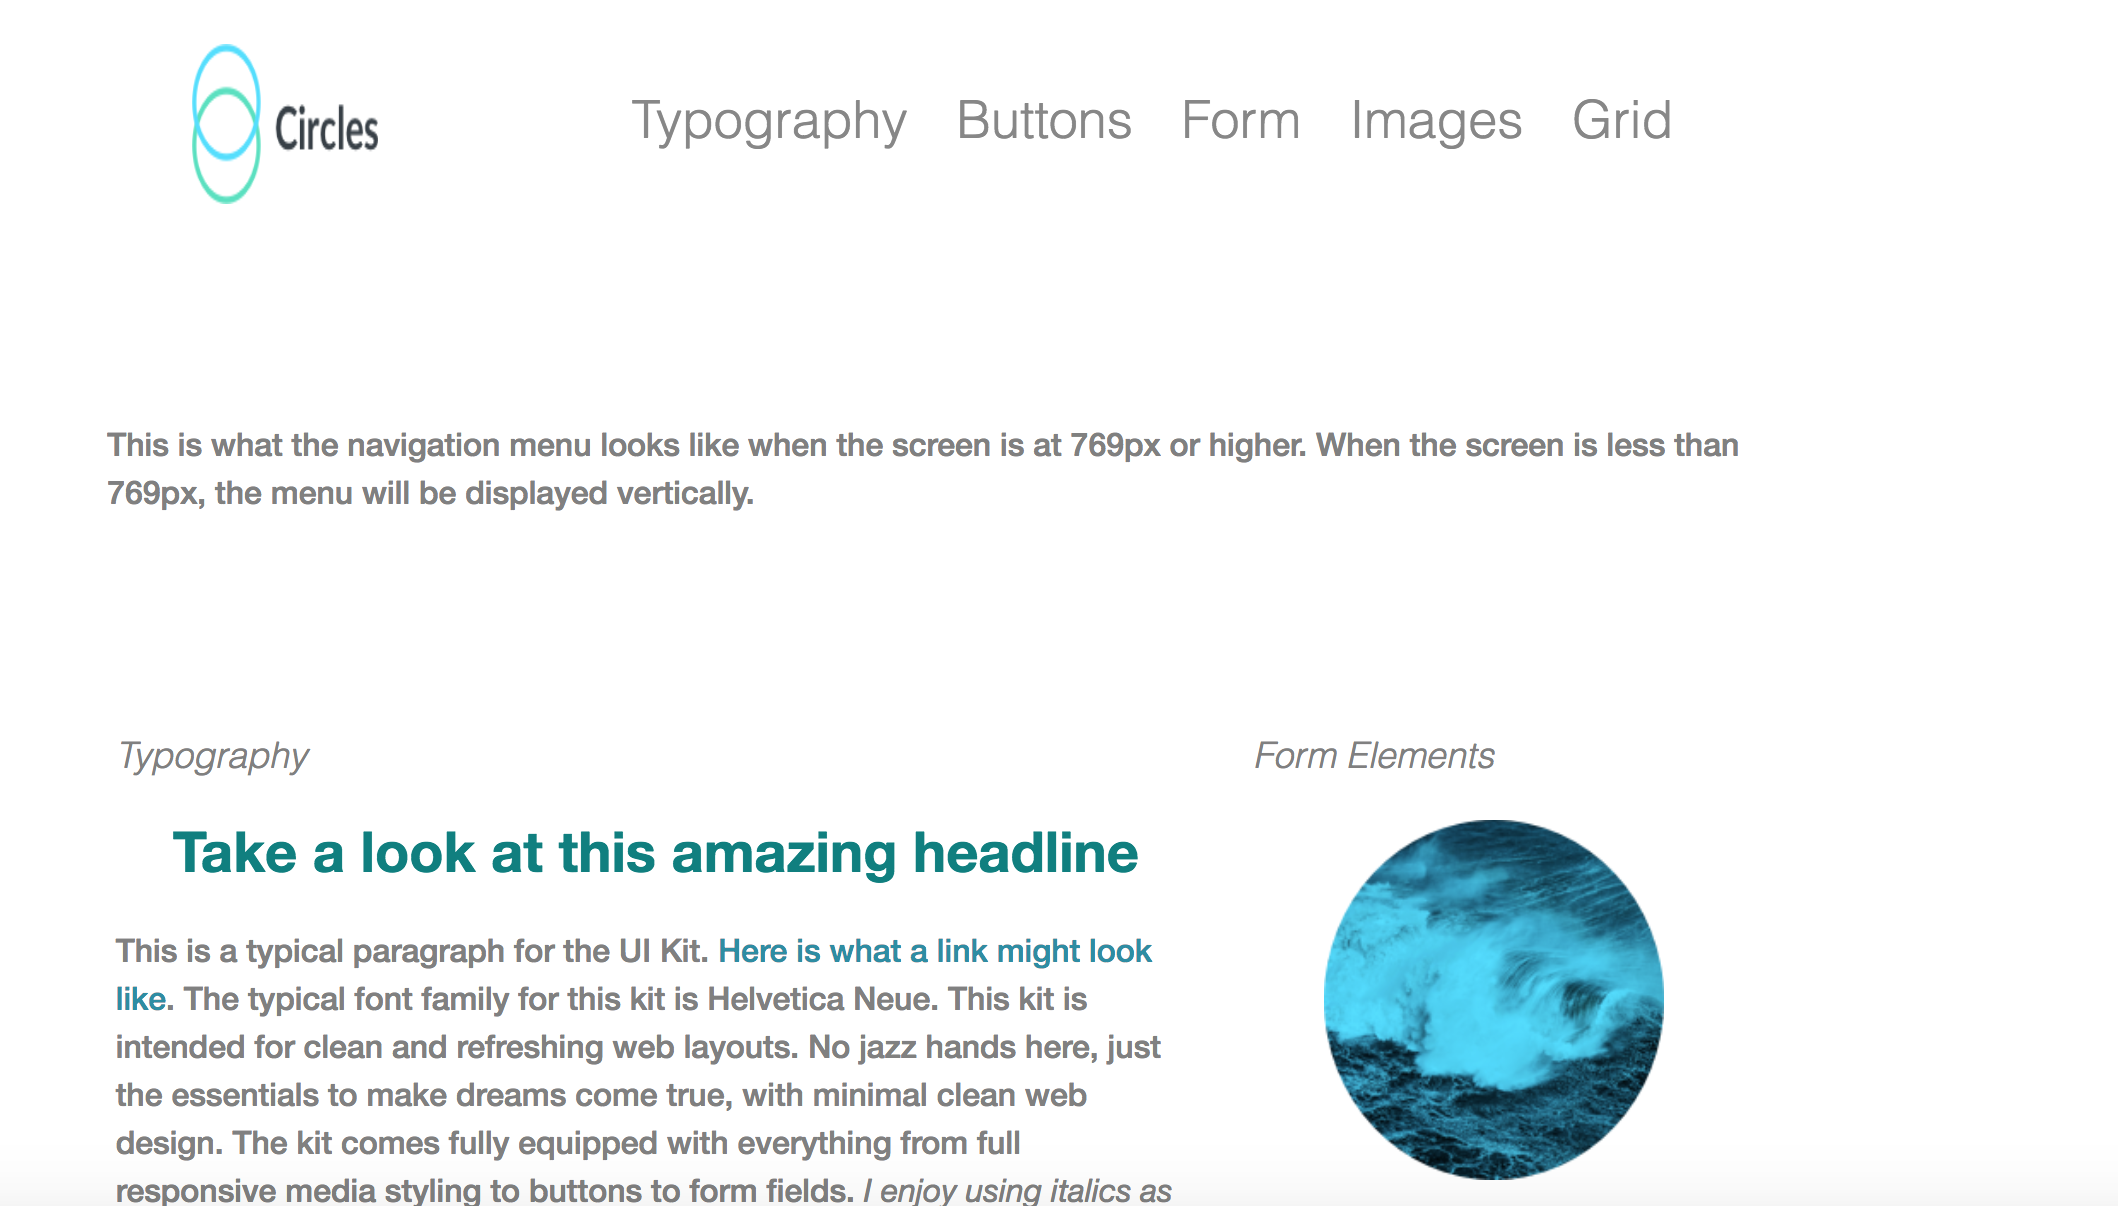 Circles
Typography Buttons Form Images Grid
This is what the navigation menu looks like when the screen is at 769px or higher. When the screen is less than
769px, the menu will be displayed vertically.
Typography
Take a look at this amazing headline
This is a typical paragraph for the UI Kit. Here is what a link might look
like. The typical font family for this kit is Helvetica Neue. This kit is
intended for clean and refreshing web layouts. No jazz hands here, just
the essentials to make dreams come true, with minimal clean web
design. The kit comes fully equipped with everything from full
responsive media styling to buttons to form fields. I enjoy using italics as
Form Elements